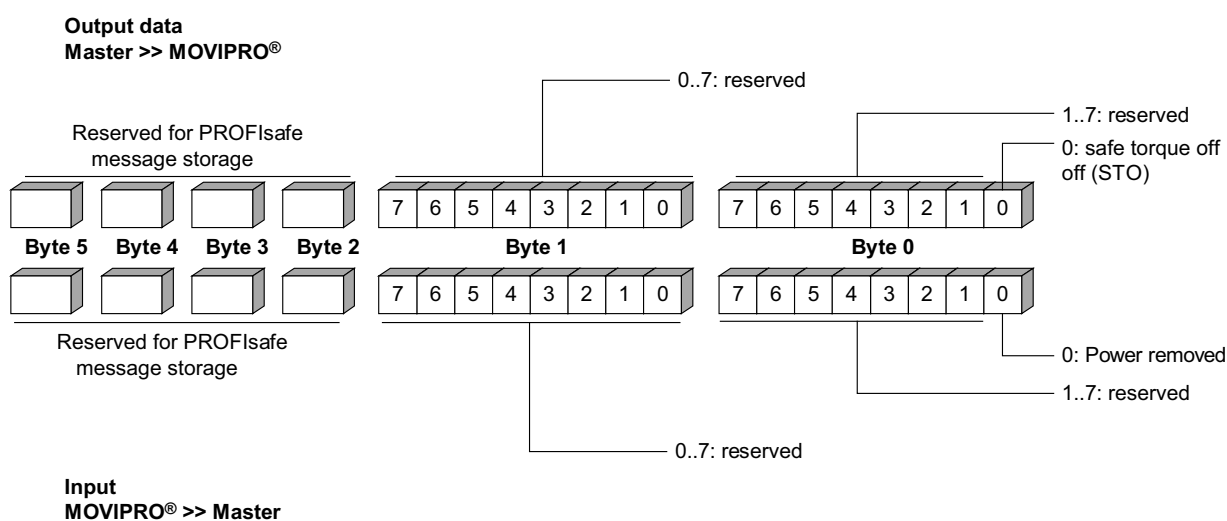 Output data
Master >> MOVIPRO®
0..7: reserved
1..7: reserved
Reserved for PROFIsafe
message storage
0: safe torque off
off (STO)
7 6 5 4 3 2 1 0
7 6 5 4 3 2 1 0
Byte 5 Byte 4 Byte 3 Byte 2 Byte 1 Byte 0
7 6 5 4 3 2 1 0
7 6 5 4 3 2 1 0
Reserved for PROFIsafe
message storage
0: Power removed
1..7: reserved
0..7: reserved
Input
MOVIPRO® >> Master